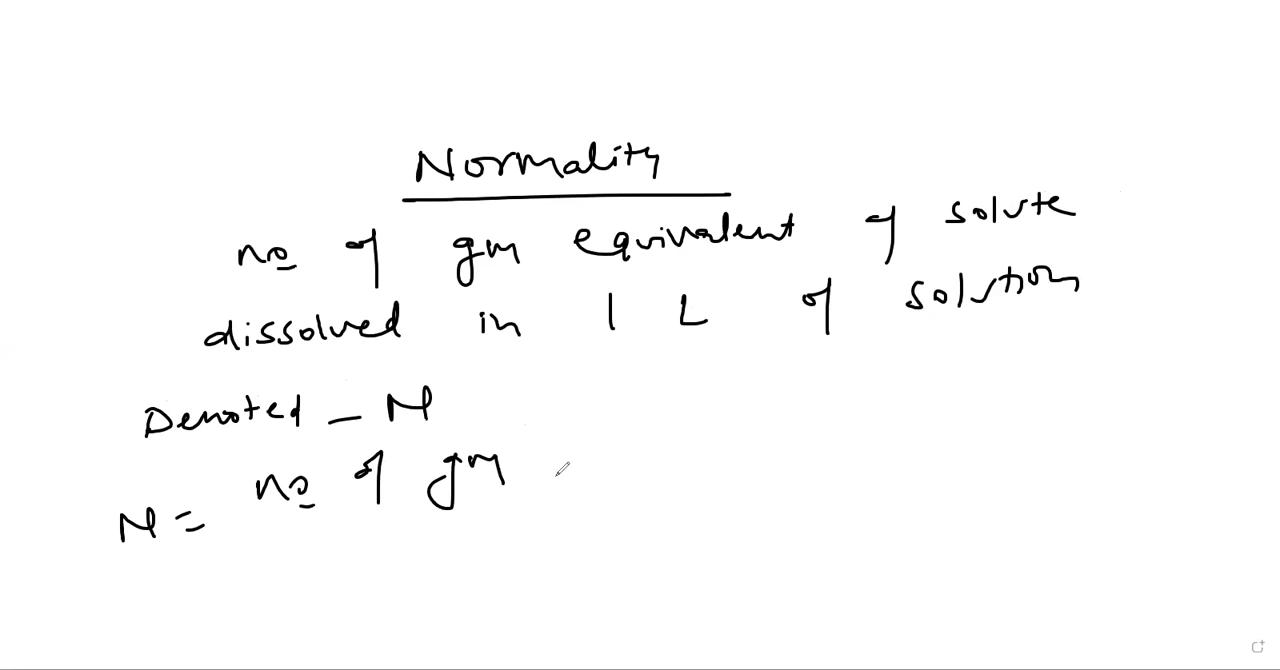 Normality
no of gm equivalent of solute
dissolved in 1 L of solution
Denoted - N
N = no of gm